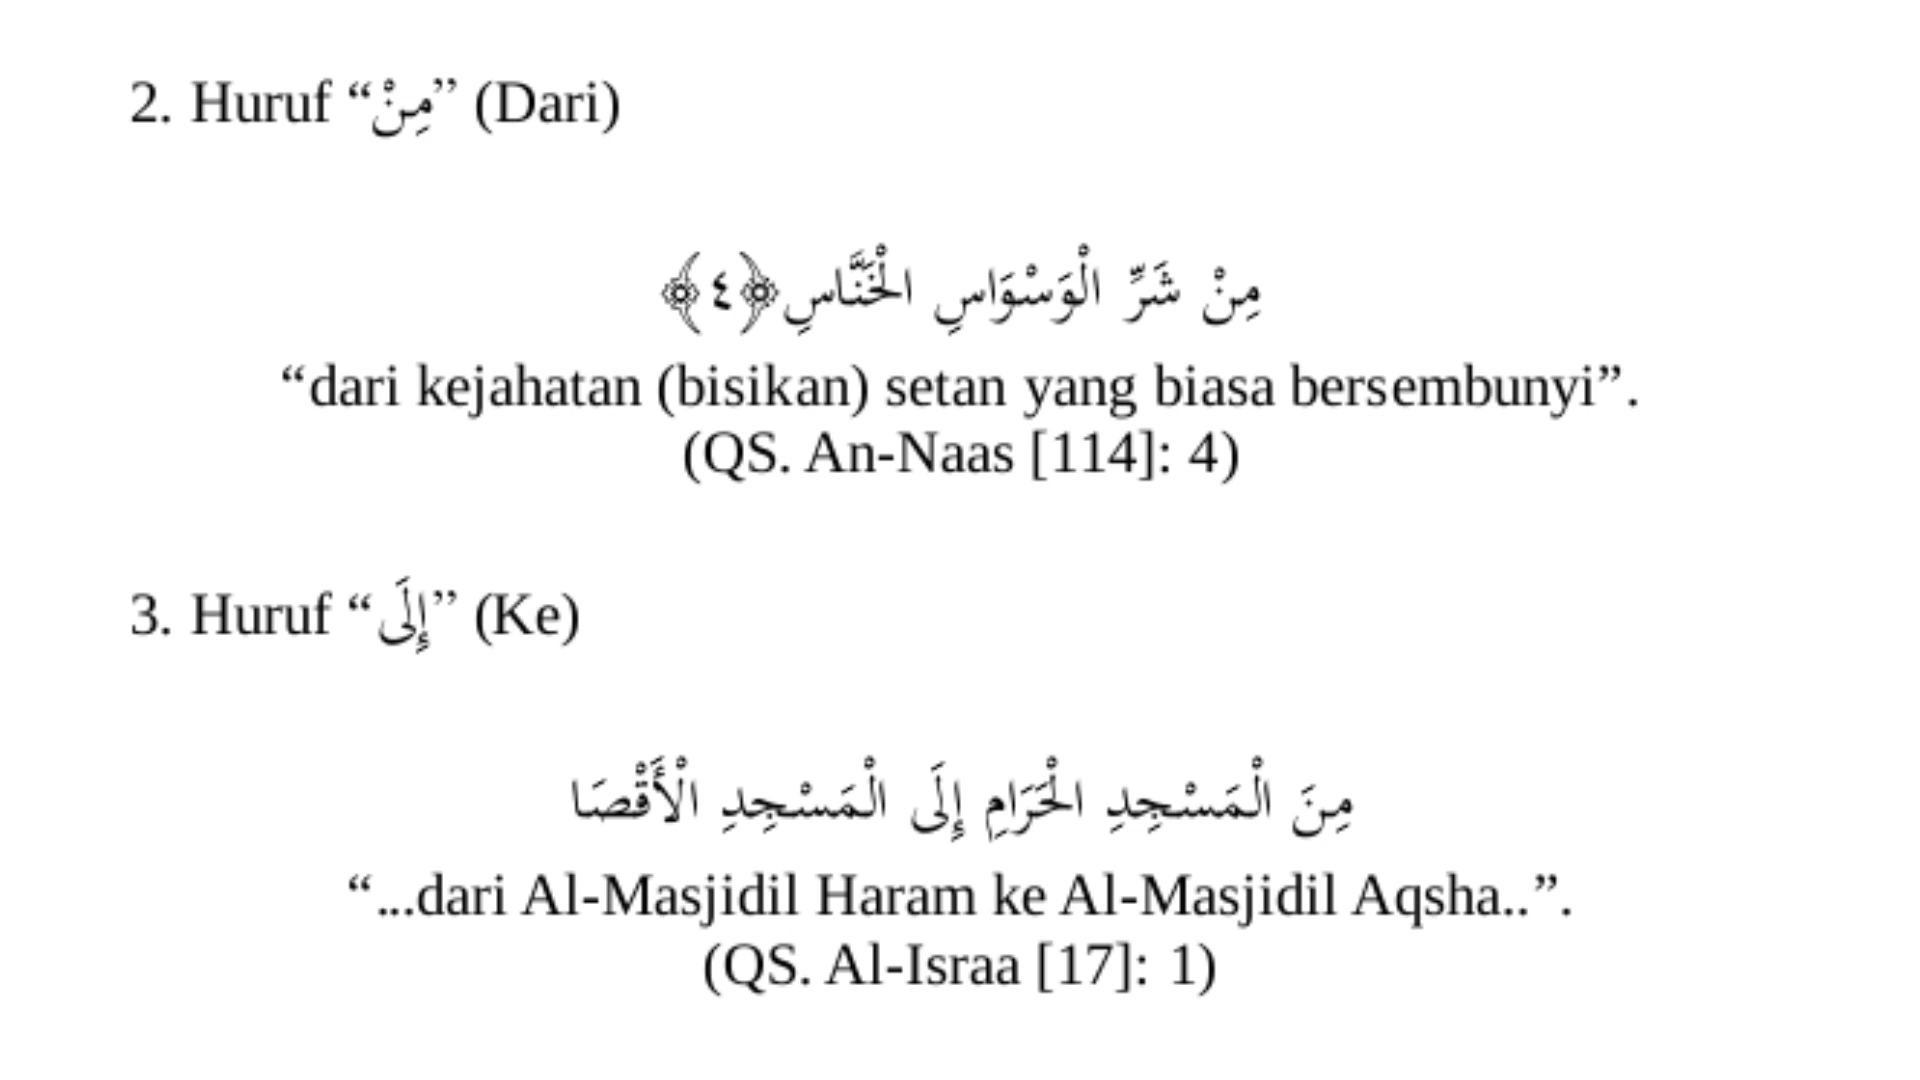 2. Huruf “مِنْ” (Dari)
مِنْ شَرِّ الْوَسْوَاسِ الْخَنَّاسِ﴿٤﴾
“dari kejahatan (bisikan) setan yang biasa bersembunyi”.
(QS. An-Naas [114]: 4)
3. Huruf “إِلَى” (Ke)
مِنَ الْمَسْجِدِ الْحَرَامِ إِلَى الْمَسْجِدِ الْأَقْصَا
“...dari Al-Masjidil Haram ke Al-Masjidil Aqsha..”.
(QS. Al-Israa [17]: 1)